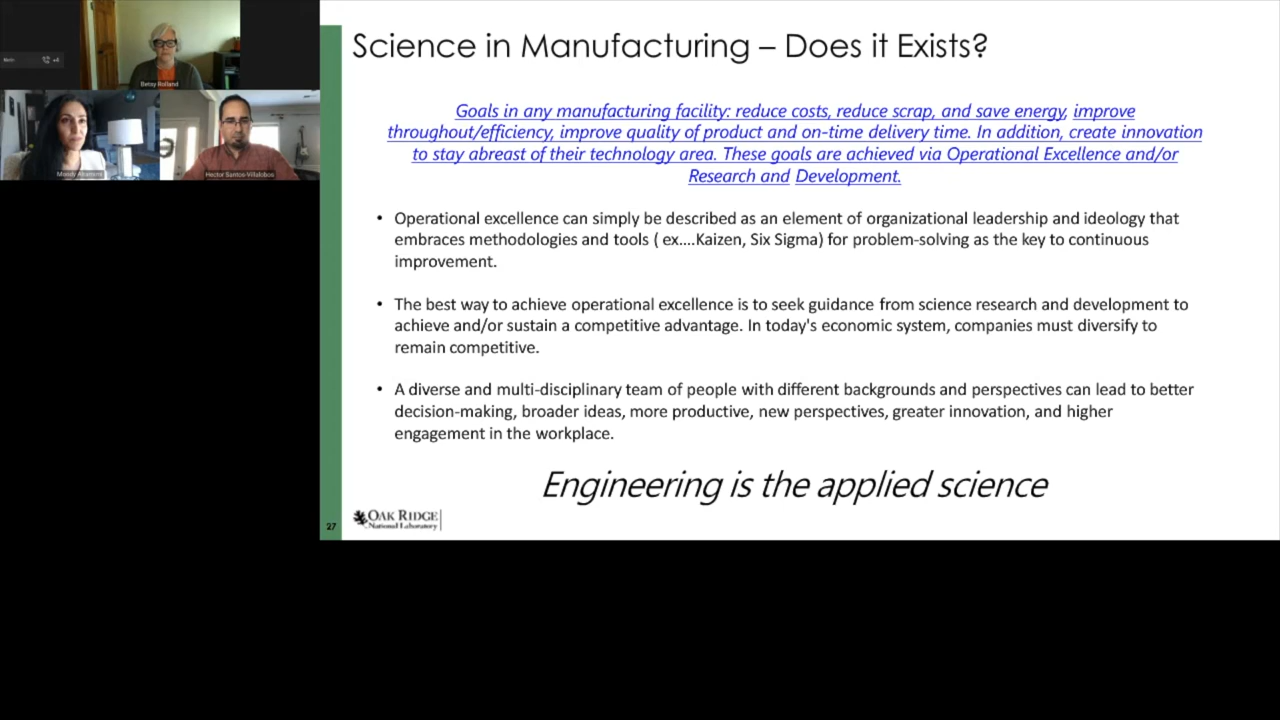 Betsy Rolland
Hector Santos-Villalobos
Science in Manufacturing – Does it Exists?
Goals in any manufacturing facility: reduce costs, reduce scrap, and save energy, improve
throughout/efficiency, improve quality of product and on-time delivery time. In addition, create innovation
to stay abreast of their technology area. These goals are achieved via Operational Excellence and/or
Research and Development.
• Operational excellence can simply be described as an element of organizational leadership and ideology that
embraces methodologies and tools ( ex....Kaizen, Six Sigma) for problem-solving as the key to continuous
improvement.
• The best way to achieve operational excellence is to seek guidance from science research and development to
achieve and/or sustain a competitive advantage. In today's economic system, companies must diversify to
remain competitive.
• A diverse and multi-disciplinary team of people with different backgrounds and perspectives can lead to better
decision-making, broader ideas, more productive, new perspectives, greater innovation, and higher
engagement in the workplace.
Engineering is the applied science
27
OAK RIDGE
National Laboratory